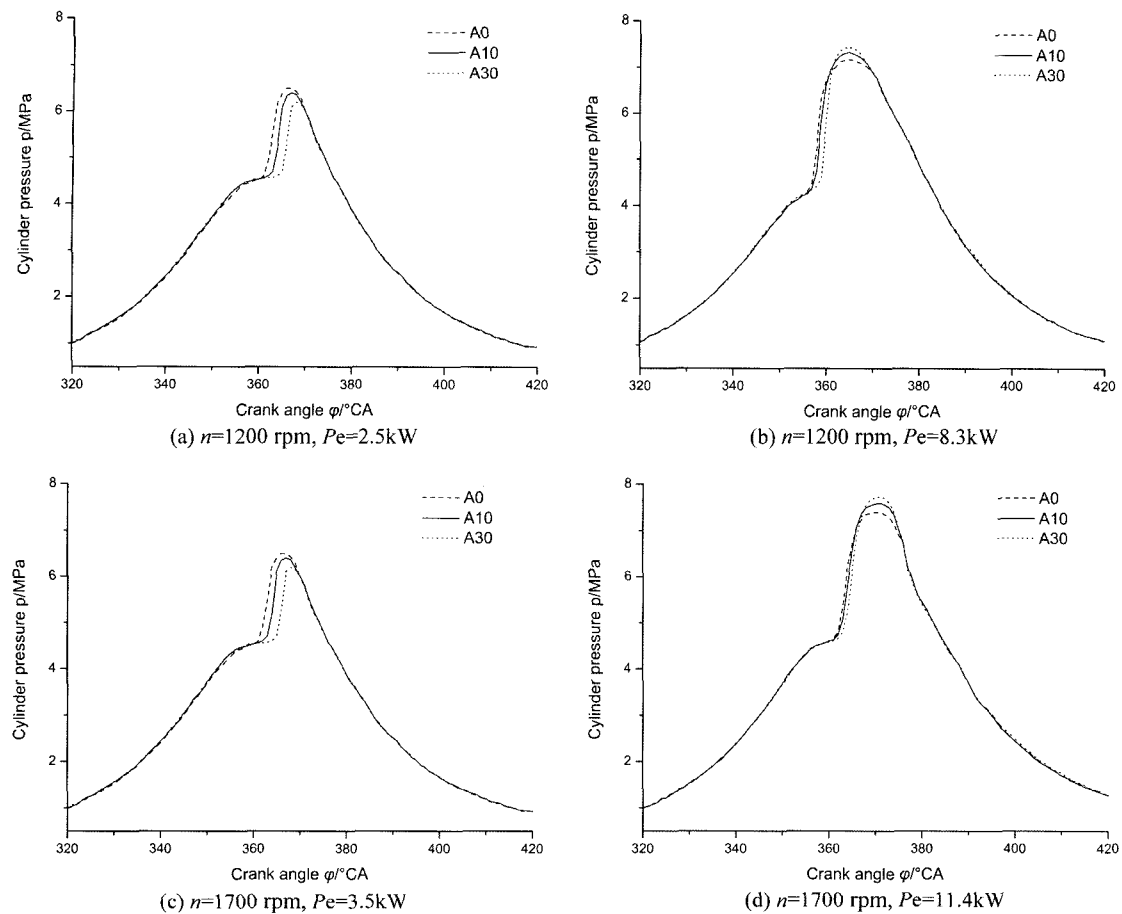 8
6
4
2
Cylinder pressure p/MPa
A0
A10
A30
320
340
360
380
400
420
Crank angle φ/°CA
(a) n=1200 rpm, Pe=2.5kW
8
6
4
2
Cylinder pressure p/MPa
A0
A10
A30
320
340
360
380
400
420
Crank angle φ/°CA
(b) n=1200 rpm, Pe=8.3kW
8
6
4
2
Cylinder pressure p/MPa
A0
A10
A30
320
340
360
380
400
420
Crank angle φ/°CA
(c) n=1700 rpm, Pe=3.5kW
8
6
4
2
Cylinder pressure p/MPa
A0
A10
A30
320
340
360
380
400
420
Crank angle φ/°CA
(d) n=1700 rpm, Pe=11.4kW